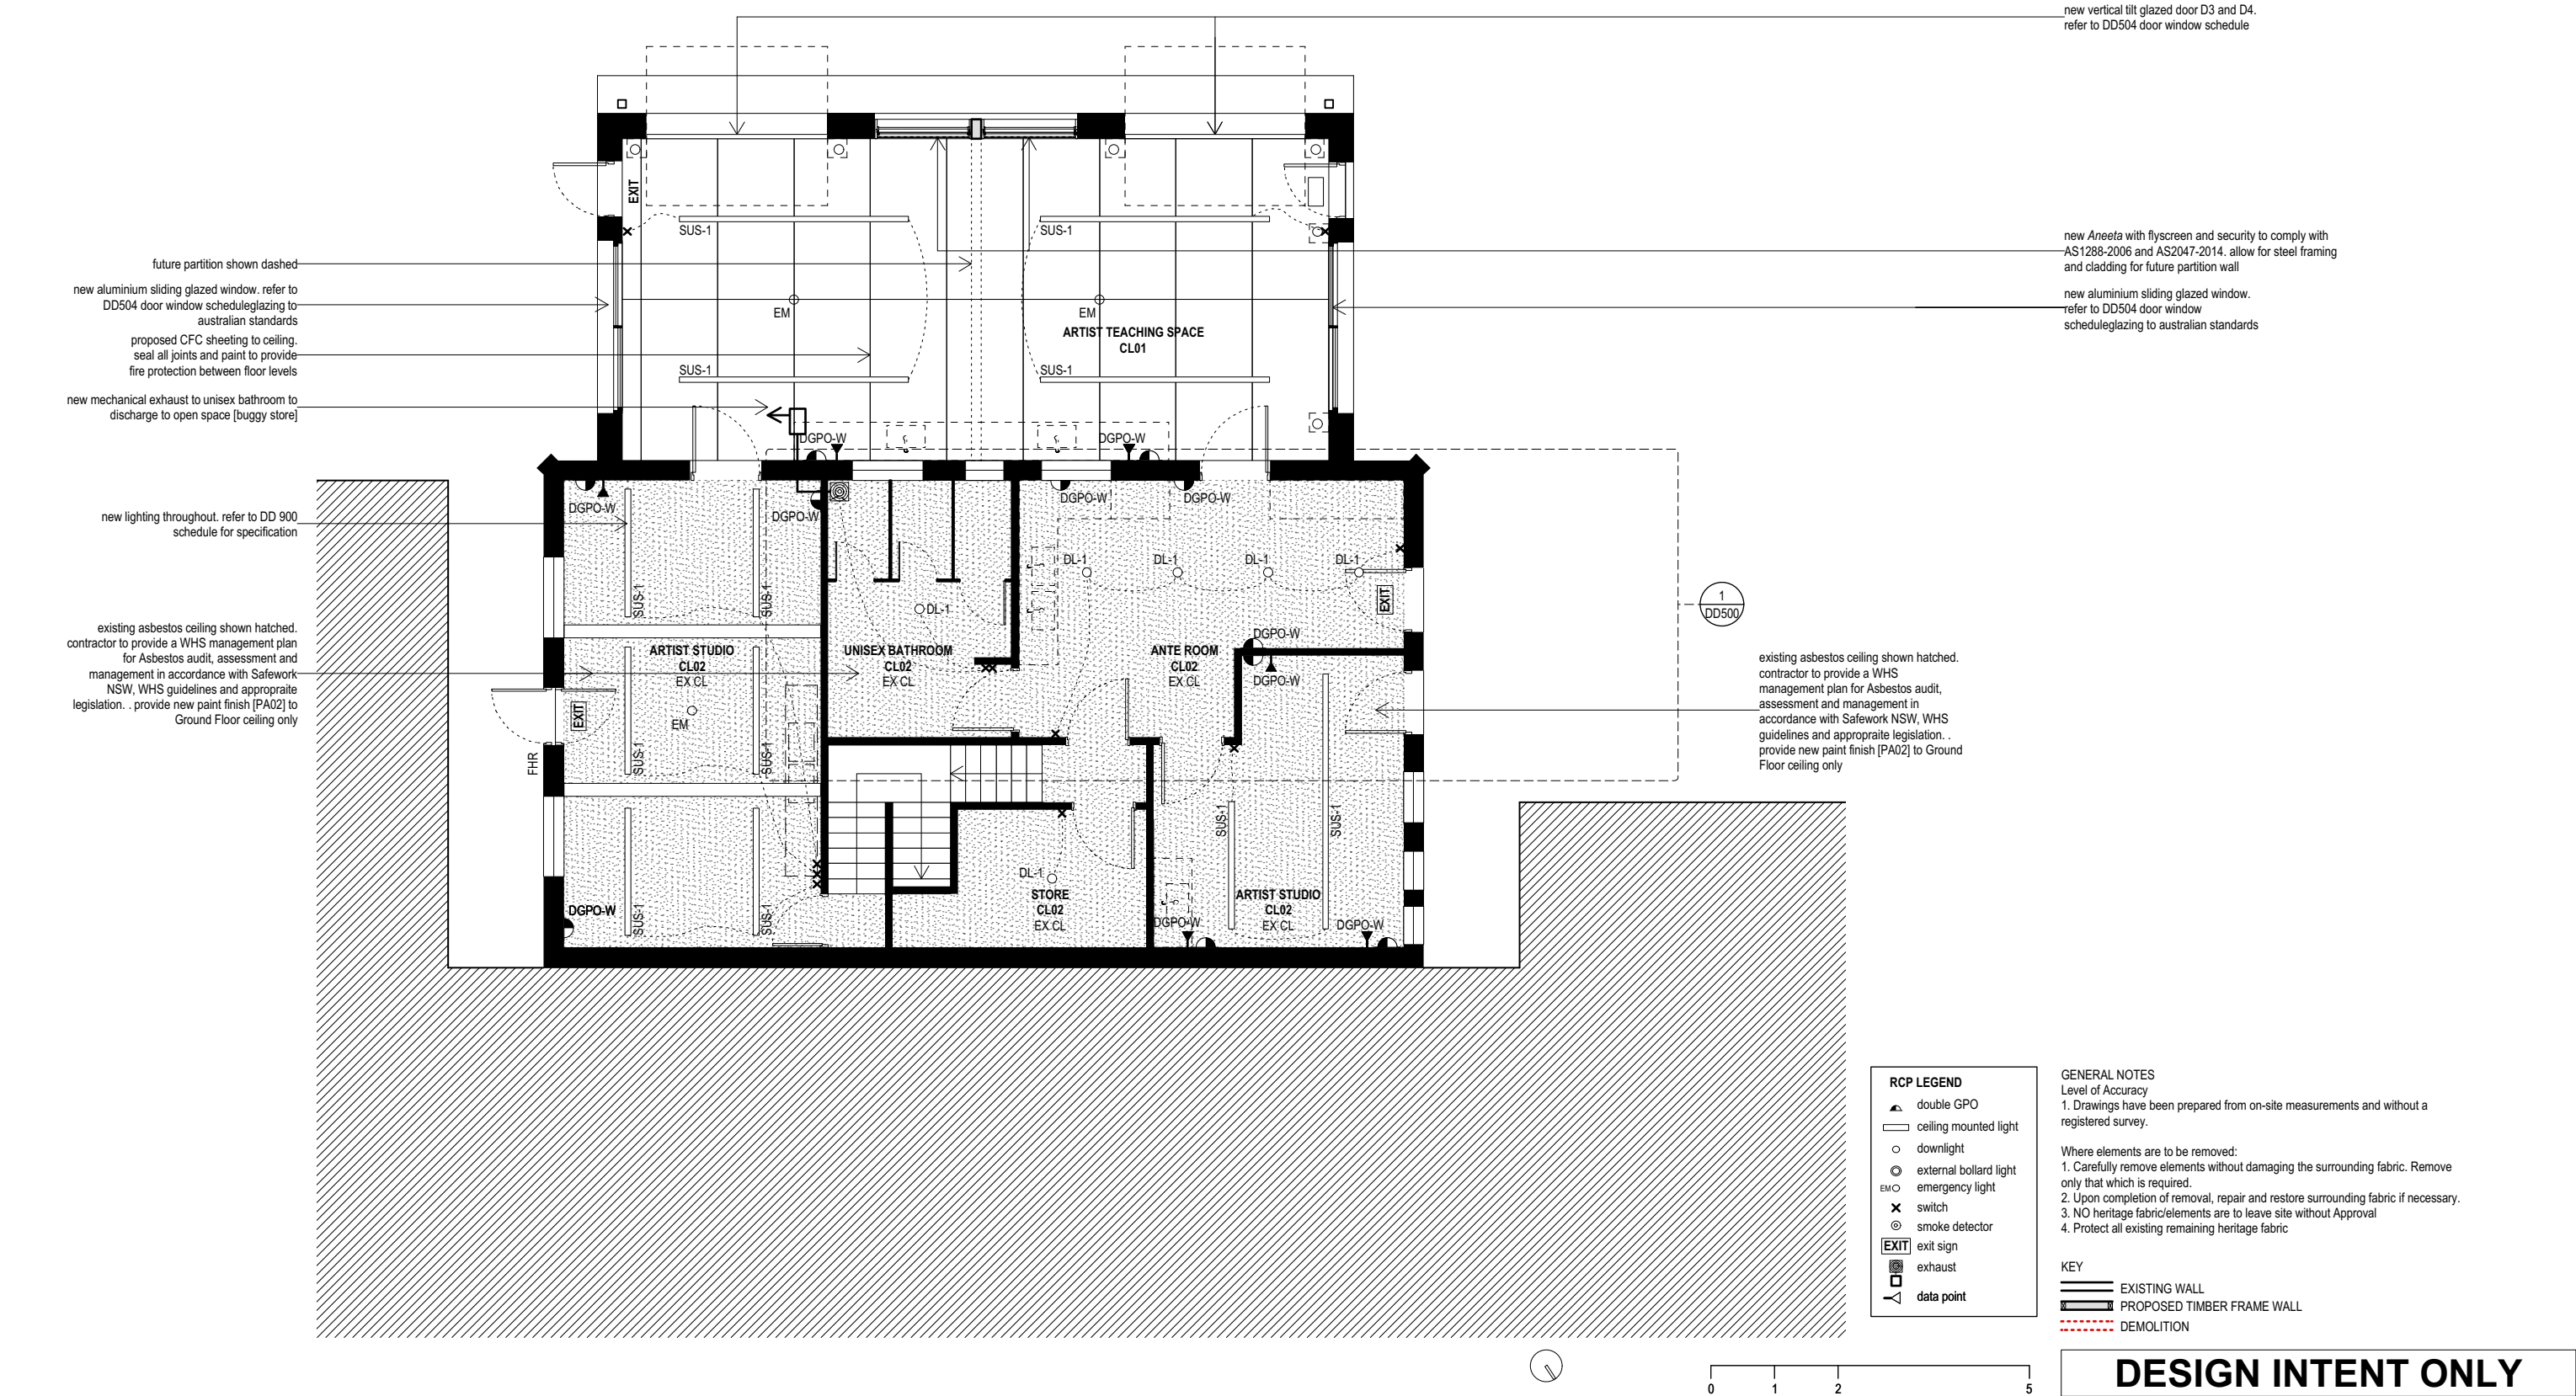 new vertical tilt glazed door D3 and D4.
refer to DD504 door window schedule
EXIT
SUS-1
SUS-1
new Aneeta with flyscreen and security to comply with
AS1288-2006 and AS2047-2014. allow for steel framing
and cladding for future partition wall
future partition shown dashed
new aluminium sliding glazed window. refer to
DD504 door window scheduleglazing to
australian standards
new aluminium sliding glazed window.
refer to DD504 door window
scheduleglazing to australian standards
EM
EM
ARTIST TEACHING SPACE
CL01
proposed CFC sheeting to ceiling.
seal all joints and paint to provide
fire protection between floor levels
SUS-1
SUS-1
new mechanical exhaust to unisex bathroom to
discharge to open space [buggy store]
DGPO-W
DGPO-W
DGPO-W
DGPO-W
DGPO-W
DGPO-W
new lighting throughout. refer to DD 900
schedule for specification
DL-1
DL-1
DL-1
DL-1
SUS-1
SUS-1
DL-1
EXIT
1
DD500
existing asbestos ceiling shown hatched.
contractor to provide a WHS management plan
for Asbestos audit, assessment and
management in accordance with Safework
NSW, WHS guidelines and appropraite
legislation. . provide new paint finish [PA02] to
Ground Floor ceiling only
ARTIST STUDIO
CL02
EX CL
UNISEX BATHROOM
CL02
EX CL
ANTE ROOM
CL02
EX CL
DGPO-W
DGPO-W
existing asbestos ceiling shown hatched.
contractor to provide a WHS
management plan for Asbestos audit,
assessment and management in
accordance with Safework NSW, WHS
guidelines and appropraite legislation. .
provide new paint finish [PA02] to Ground
Floor ceiling only
EXIT
EM
FHR
SUS-1
SUS-1
SUS-1
SUS-1
DL-1
STORE
CL02
EX CL
ARTIST STUDIO
CL02
EX CL
DGPO-W
SUS-1
SUS-1
DGPO-W
DGPO-W
RCP LEGEND
double GPO
ceiling mounted light
downlight
external bollard light
EM emergency light
switch
smoke detector
EXIT exit sign
exhaust
data point
GENERAL NOTES
Level of Accuracy
1. Drawings have been prepared from on-site measurements and without a
registered survey.
Where elements are to be removed:
1. Carefully remove elements without damaging the surrounding fabric. Remove
only that which is required.
2. Upon completion of removal, repair and restore surrounding fabric if necessary.
3. NO heritage fabric/elements are to leave site without Approval
4. Protect all existing remaining heritage fabric
KEY
EXISTING WALL
PROPOSED TIMBER FRAME WALL
DEMOLITION
0 1 2 5
DESIGN INTENT ONLY